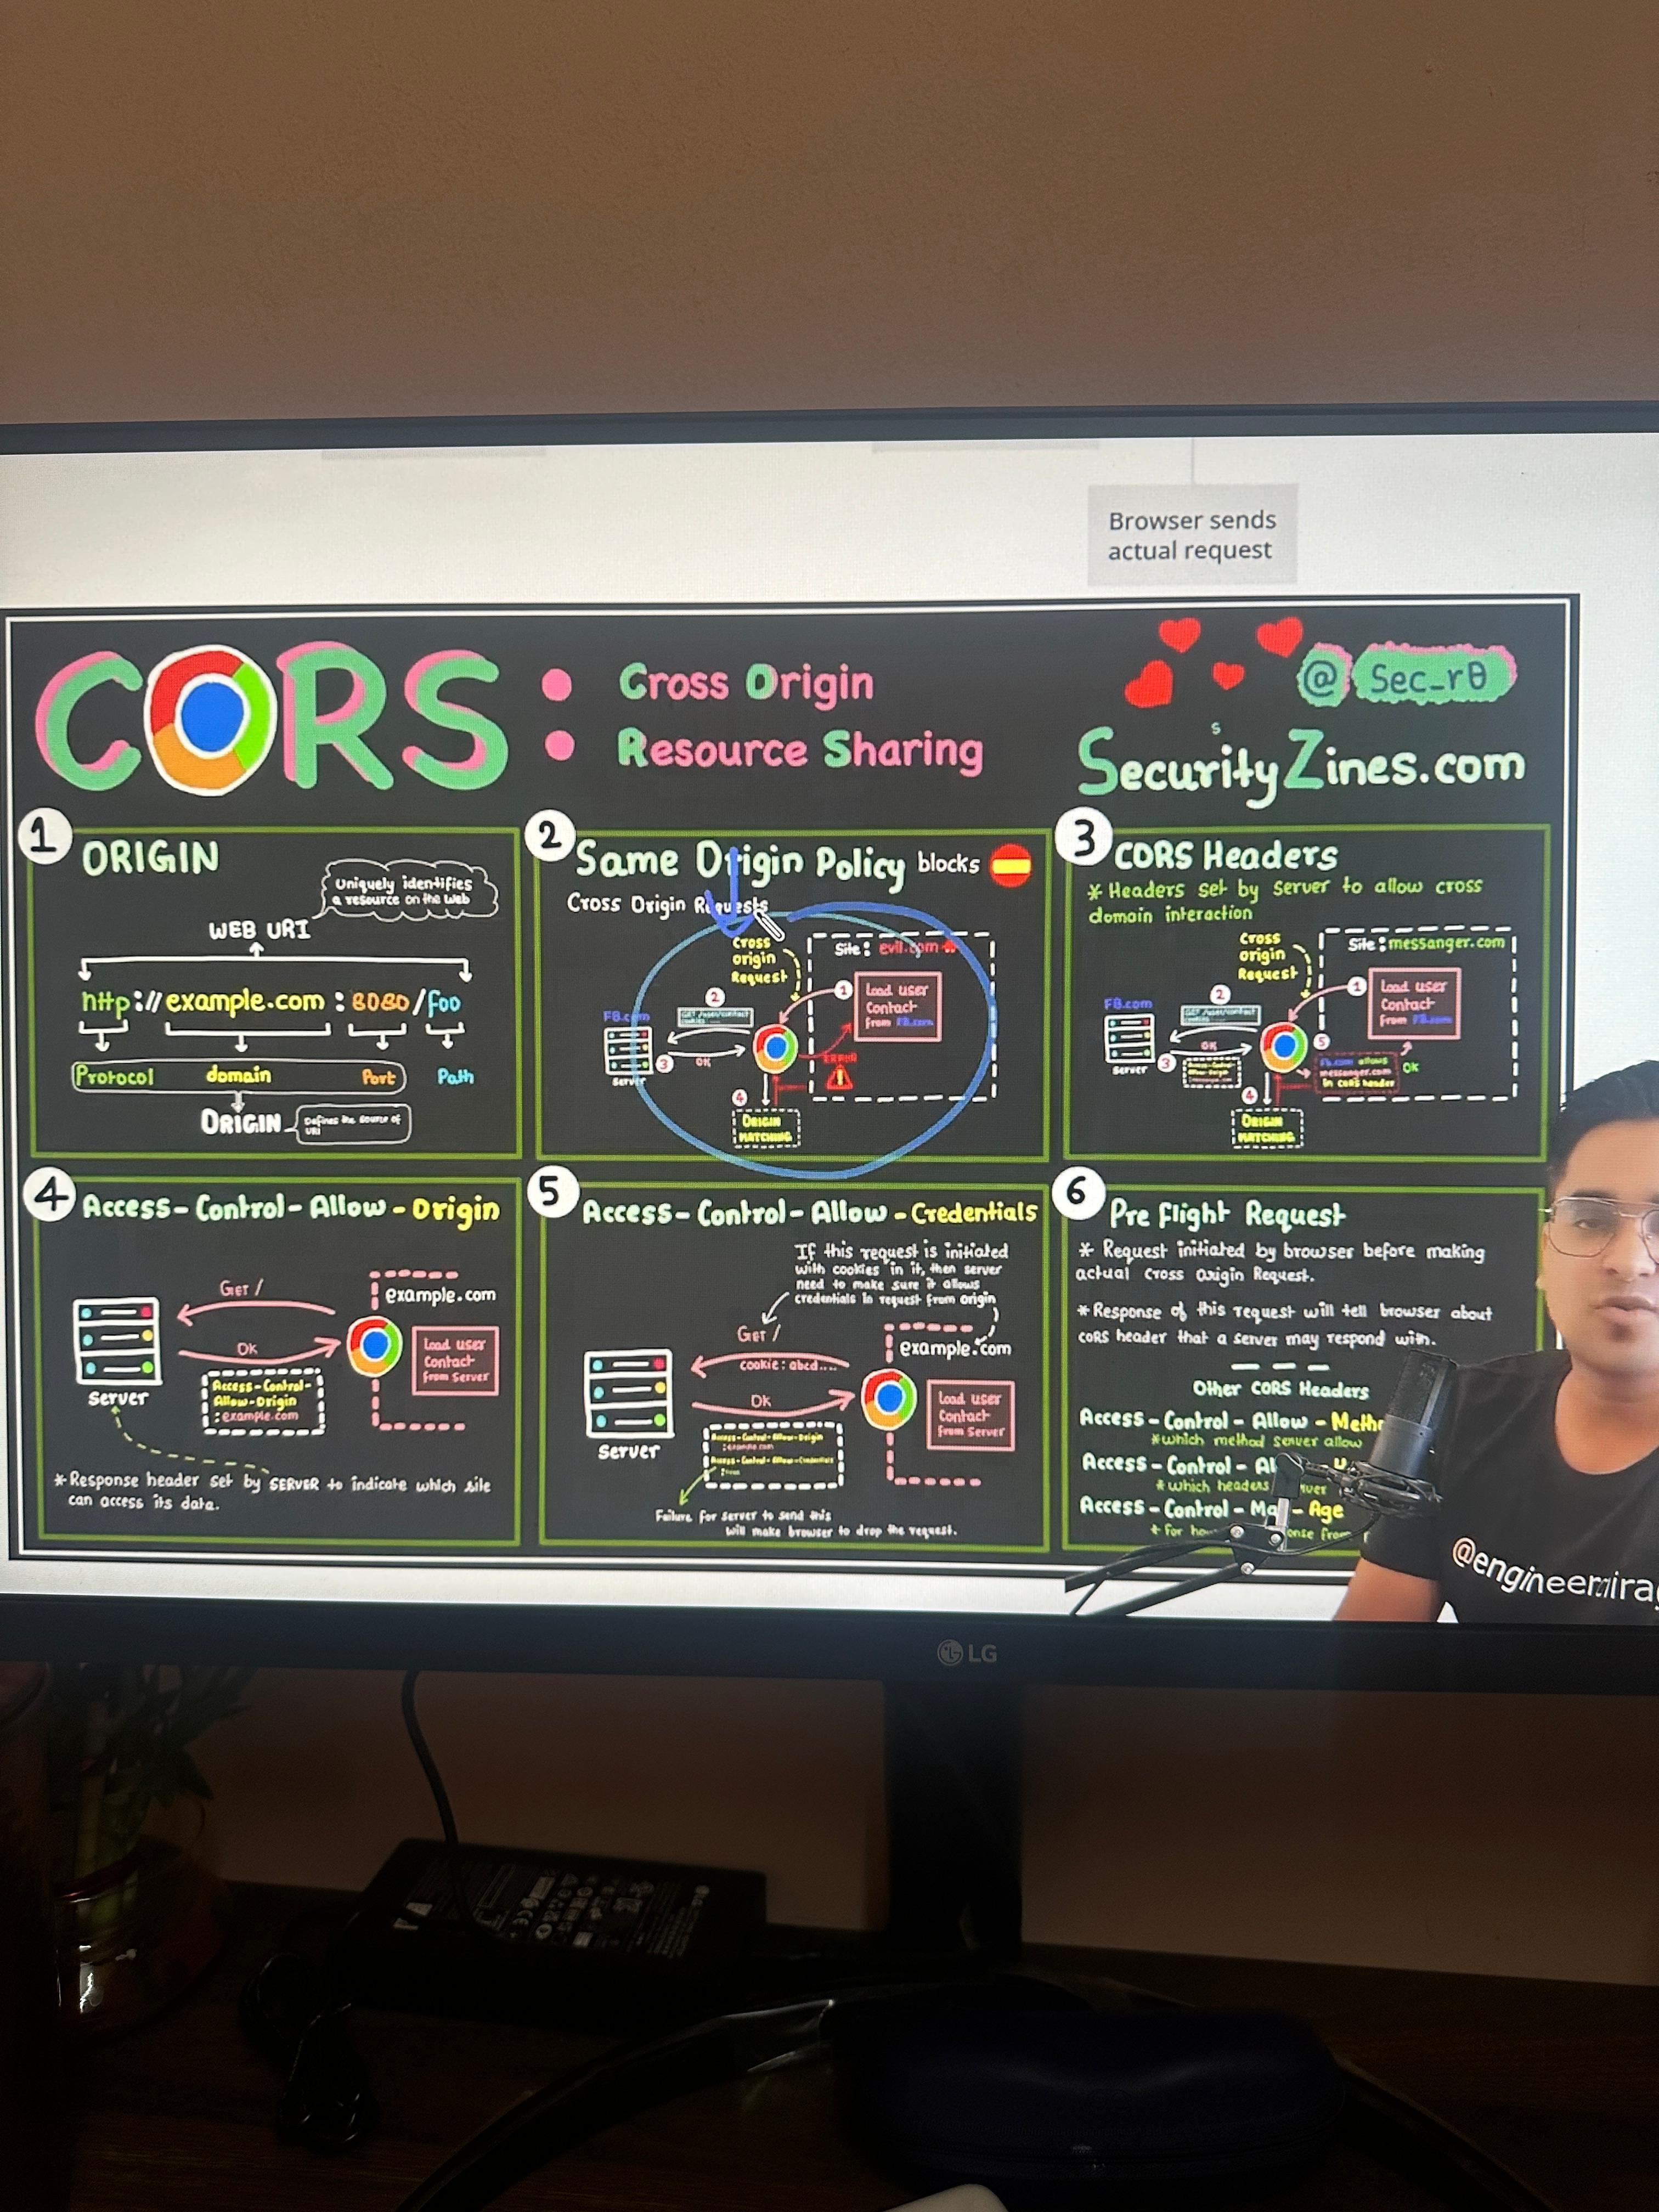 Browser sends
actual request
CORS
: Cross Origin
Resource Sharing
@ Sec_r0
s
SecurityZines.com
1 ORIGIN
Uniquely identifies
a resource on the Web
WEB URI
http://example.com:8080/foo
Protocol domain Port Path
ORIGIN
Defines the source of
URI
2 Same Origin Policy blocks
Cross Origin Requests
Cross
origin
Request
Site: evil.com
1
Load user
Contact
from FB.com
2
GET /user/contact
cookies:
FB.com
Server
3
OK
ERROR
4
ORIGIN
MATCHING
3 CORS Headers
* Headers set by server to allow cross
domain interaction
Cross
origin
Request
Site: messanger.com
1
Load user
Contact
from FB.com
2
GET /user/contact
cookies:
FB.com
Server
3
OK
5
Fb.com allows
messanger.com
in CORS header
OK
4
ORIGIN
MATCHING
4 Access-Control-Allow-Origin
Get /
example.com
OK
Load user
Contact
from Server
Server
Access-Control-
Allow-Origin
: example.com
* Response header set by SERVER to indicate which site
can access its data.
5 Access-Control-Allow-Credentials
If this request is initiated
with cookies in it, then server
need to make sure it allows
credentials in request from origin
Get /
cookie: abcd....
example.com
Ok
Load user
Contact
from Server
Server
Access-Control-Allow-Origin
: example.com
Access-Control-Allow-Credentials
: true
Failure for server to send this
will make browser to drop the request.
6 Pre Flight Request
* Request initiated by browser before making
actual Cross Origin Request.
* Response of this request will tell browser about
CORS header that a server may respond with.
Other CORS Headers
Access-Control-Allow-Meth
* which method server allow
Access-Control-Al
* which headers
Access-Control-Ma - Age
* for
@engineerinirag
LG